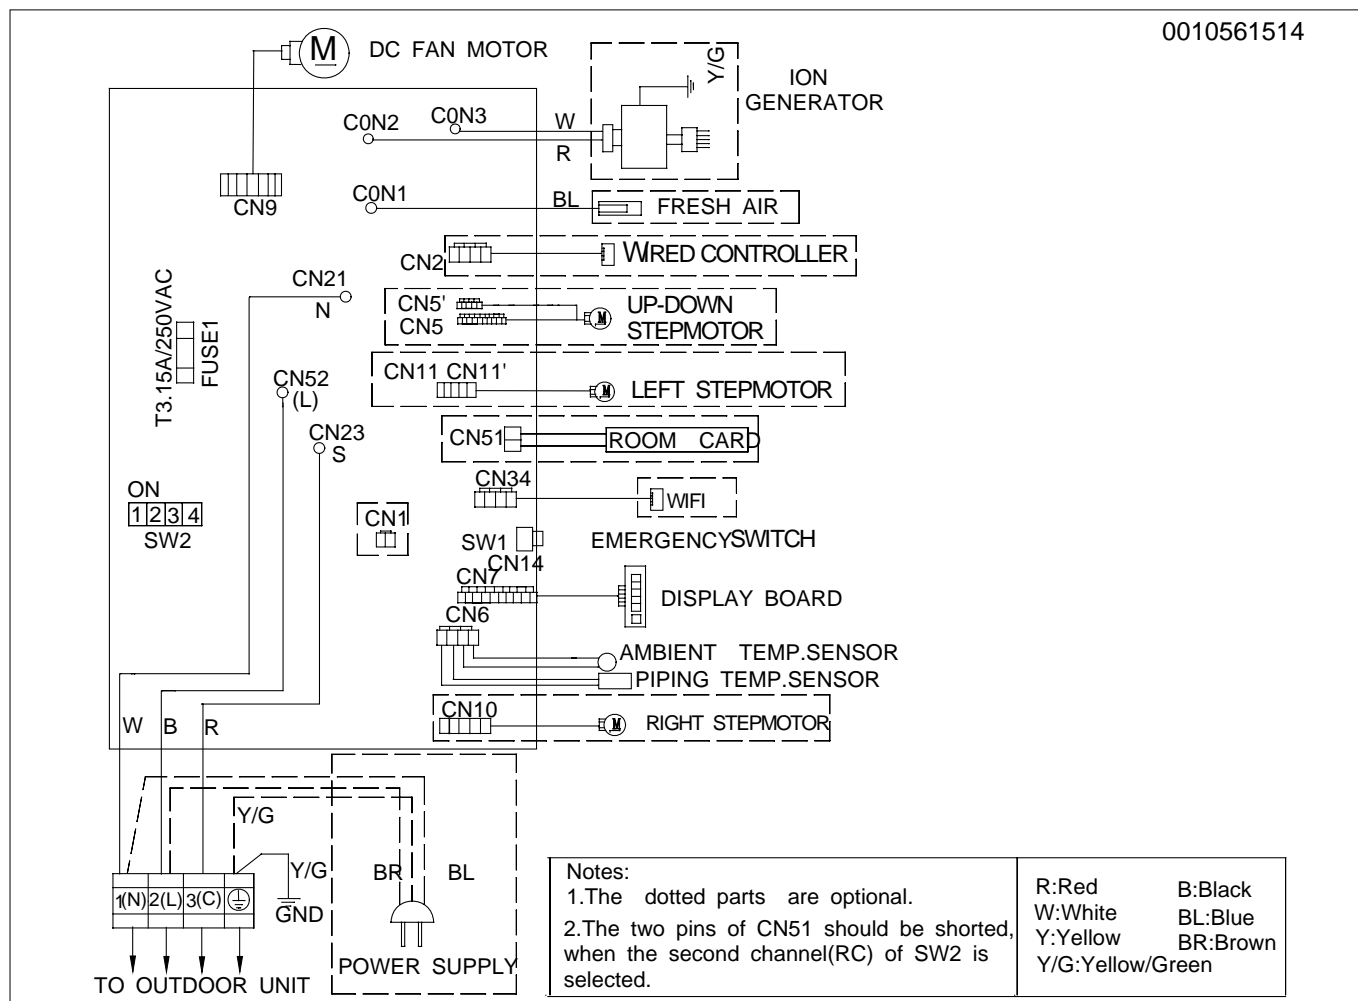 0010561514
M DC FAN MOTOR
Y/G
ION
GENERATOR
C0N2
C0N3
W
R
CN9
C0N1
BL
FRESH AIR
CN2
WIRED CONTROLLER
CN21
N
CN5'
CN5
M
UP-DOWN
STEPMOTOR
T3.15A/250VAC
FUSE1
CN52
(L)
CN11 CN11'
M
LEFT STEPMOTOR
CN23
S
CN51
ROOM CARD
CN34
WIFI
ON
1 2 3 4
SW2
CN1
SW1
EMERGENCY SWITCH
CN14
CN7
DISPLAY BOARD
CN6
AMBIENT TEMP.SENSOR
PIPING TEMP.SENSOR
CN10
M
RIGHT STEPMOTOR
W B R
Y/G
Y/G
BR
BL
1(N) 2(L) 3(C)
GND
TO OUTDOOR UNIT
POWER SUPPLY
Notes:
1.The dotted parts are optional.
2.The two pins of CN51 should be shorted,
when the second channel(RC) of SW2 is
selected.
R:Red B:Black
W:White BL:Blue
Y:Yellow BR:Brown
Y/G:Yellow/Green